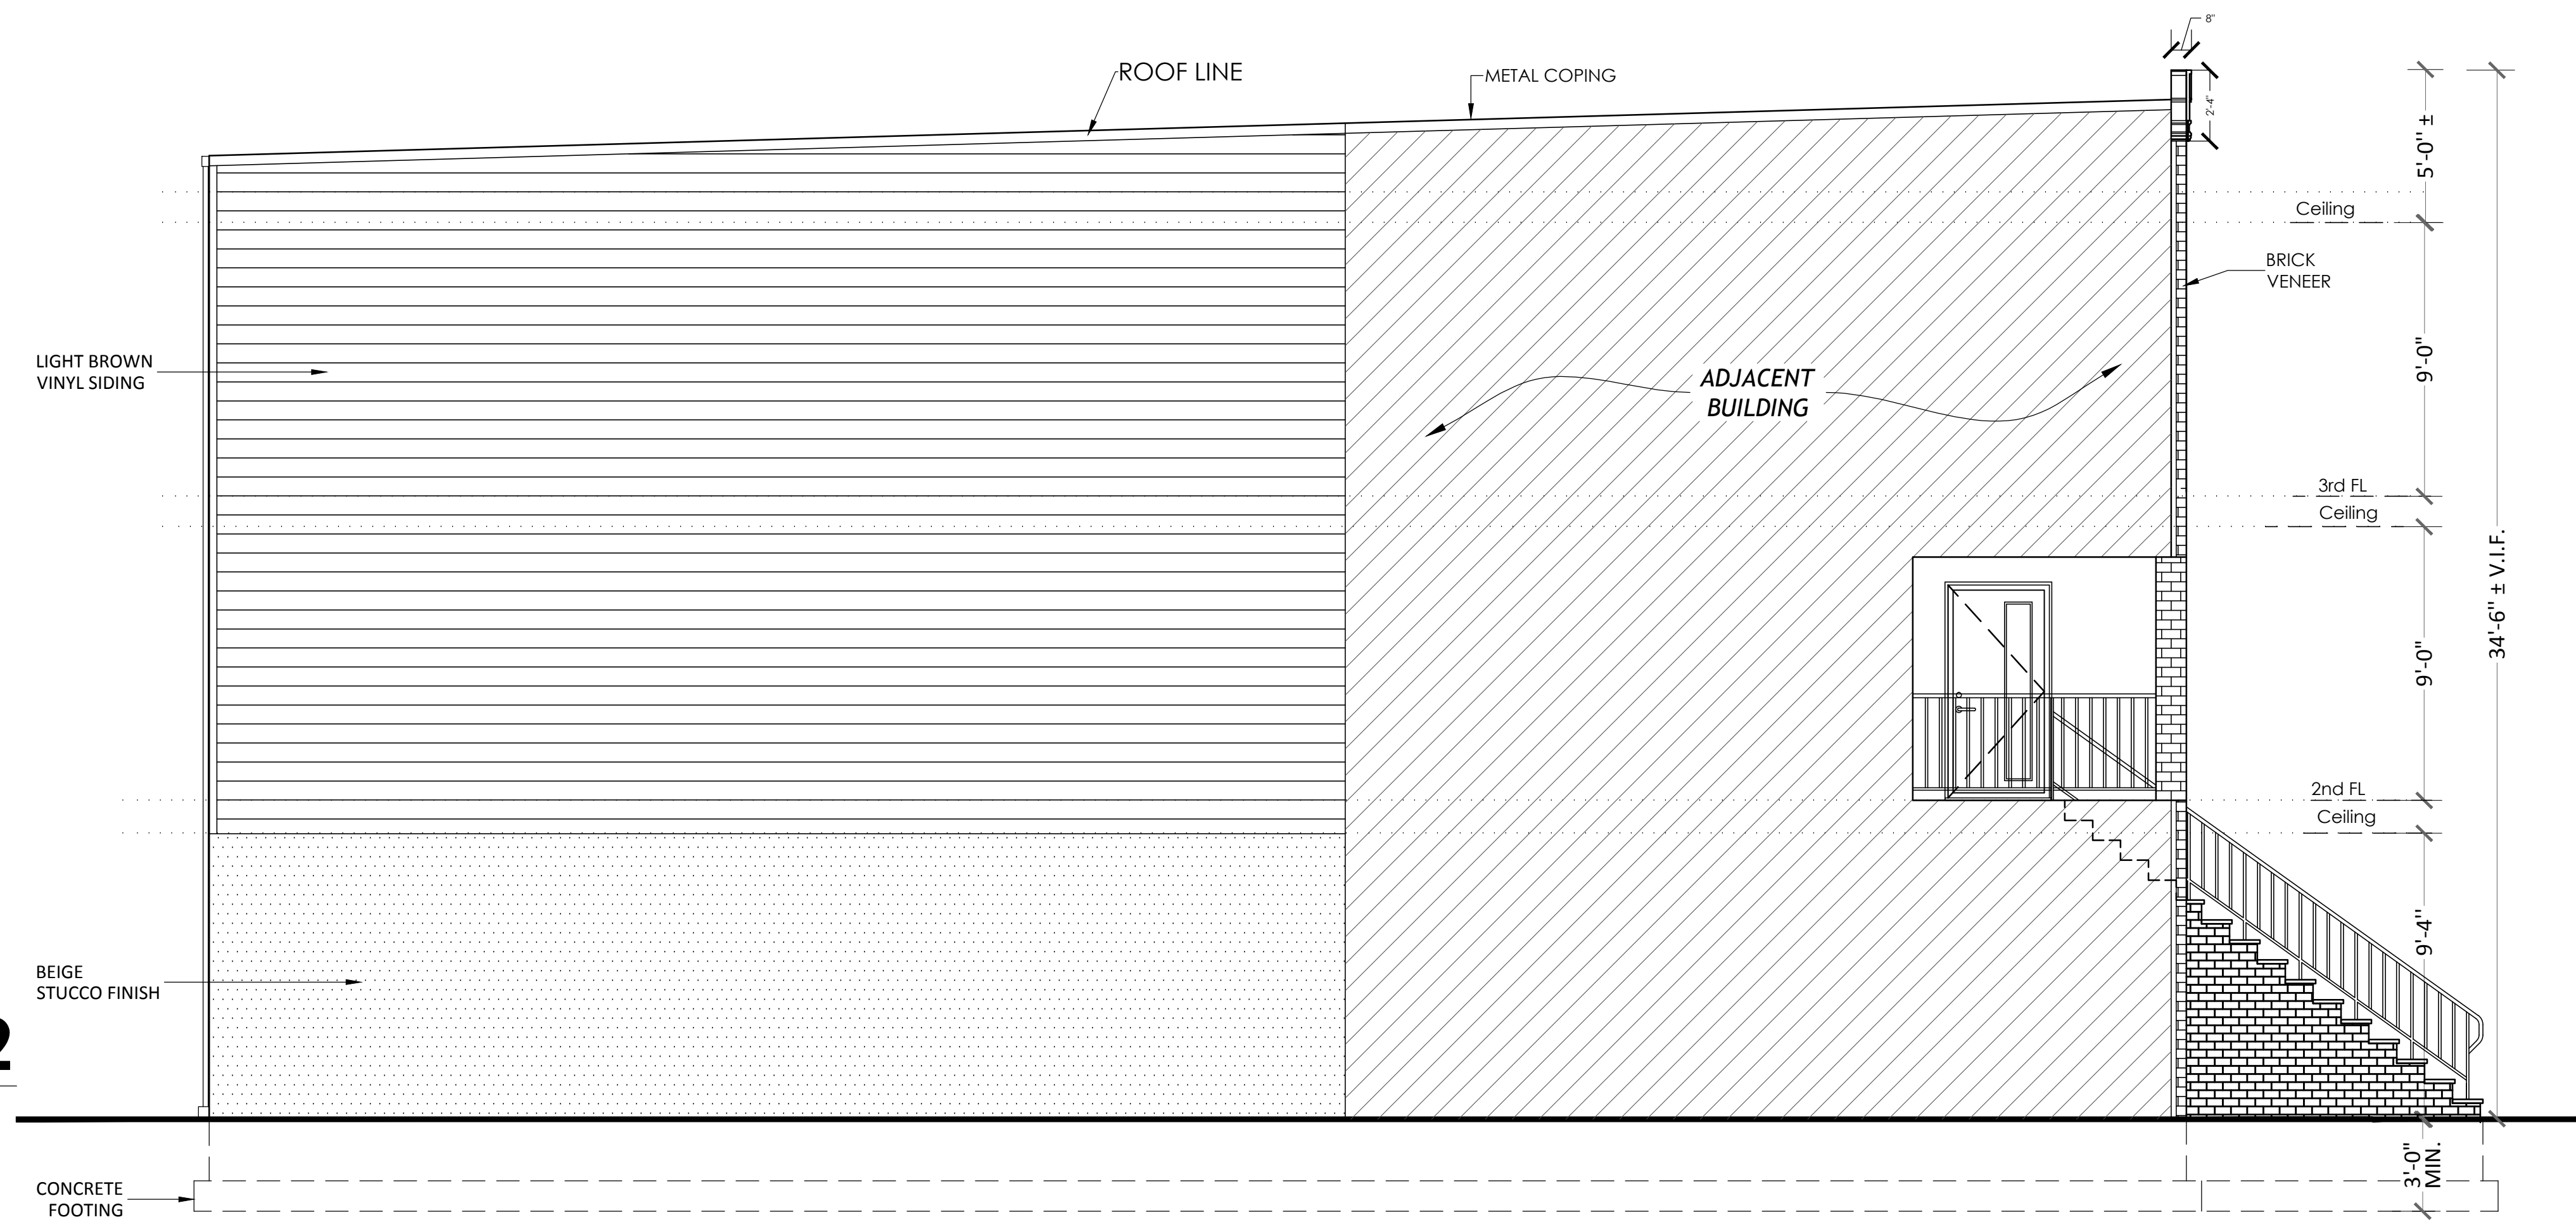 8"
ROOF LINE
METAL COPING
2'-4"
5'-0" ±
Ceiling
BRICK
VENEER
LIGHT BROWN
VINYL SIDING
9'-0"
ADJACENT
BUILDING
3rd FL
Ceiling
34'-6" ± V.I.F.
9'-0"
2nd FL
Ceiling
9'-4"
BEIGE
STUCCO FINISH
2
3'-0"
MIN.
CONCRETE
FOOTING